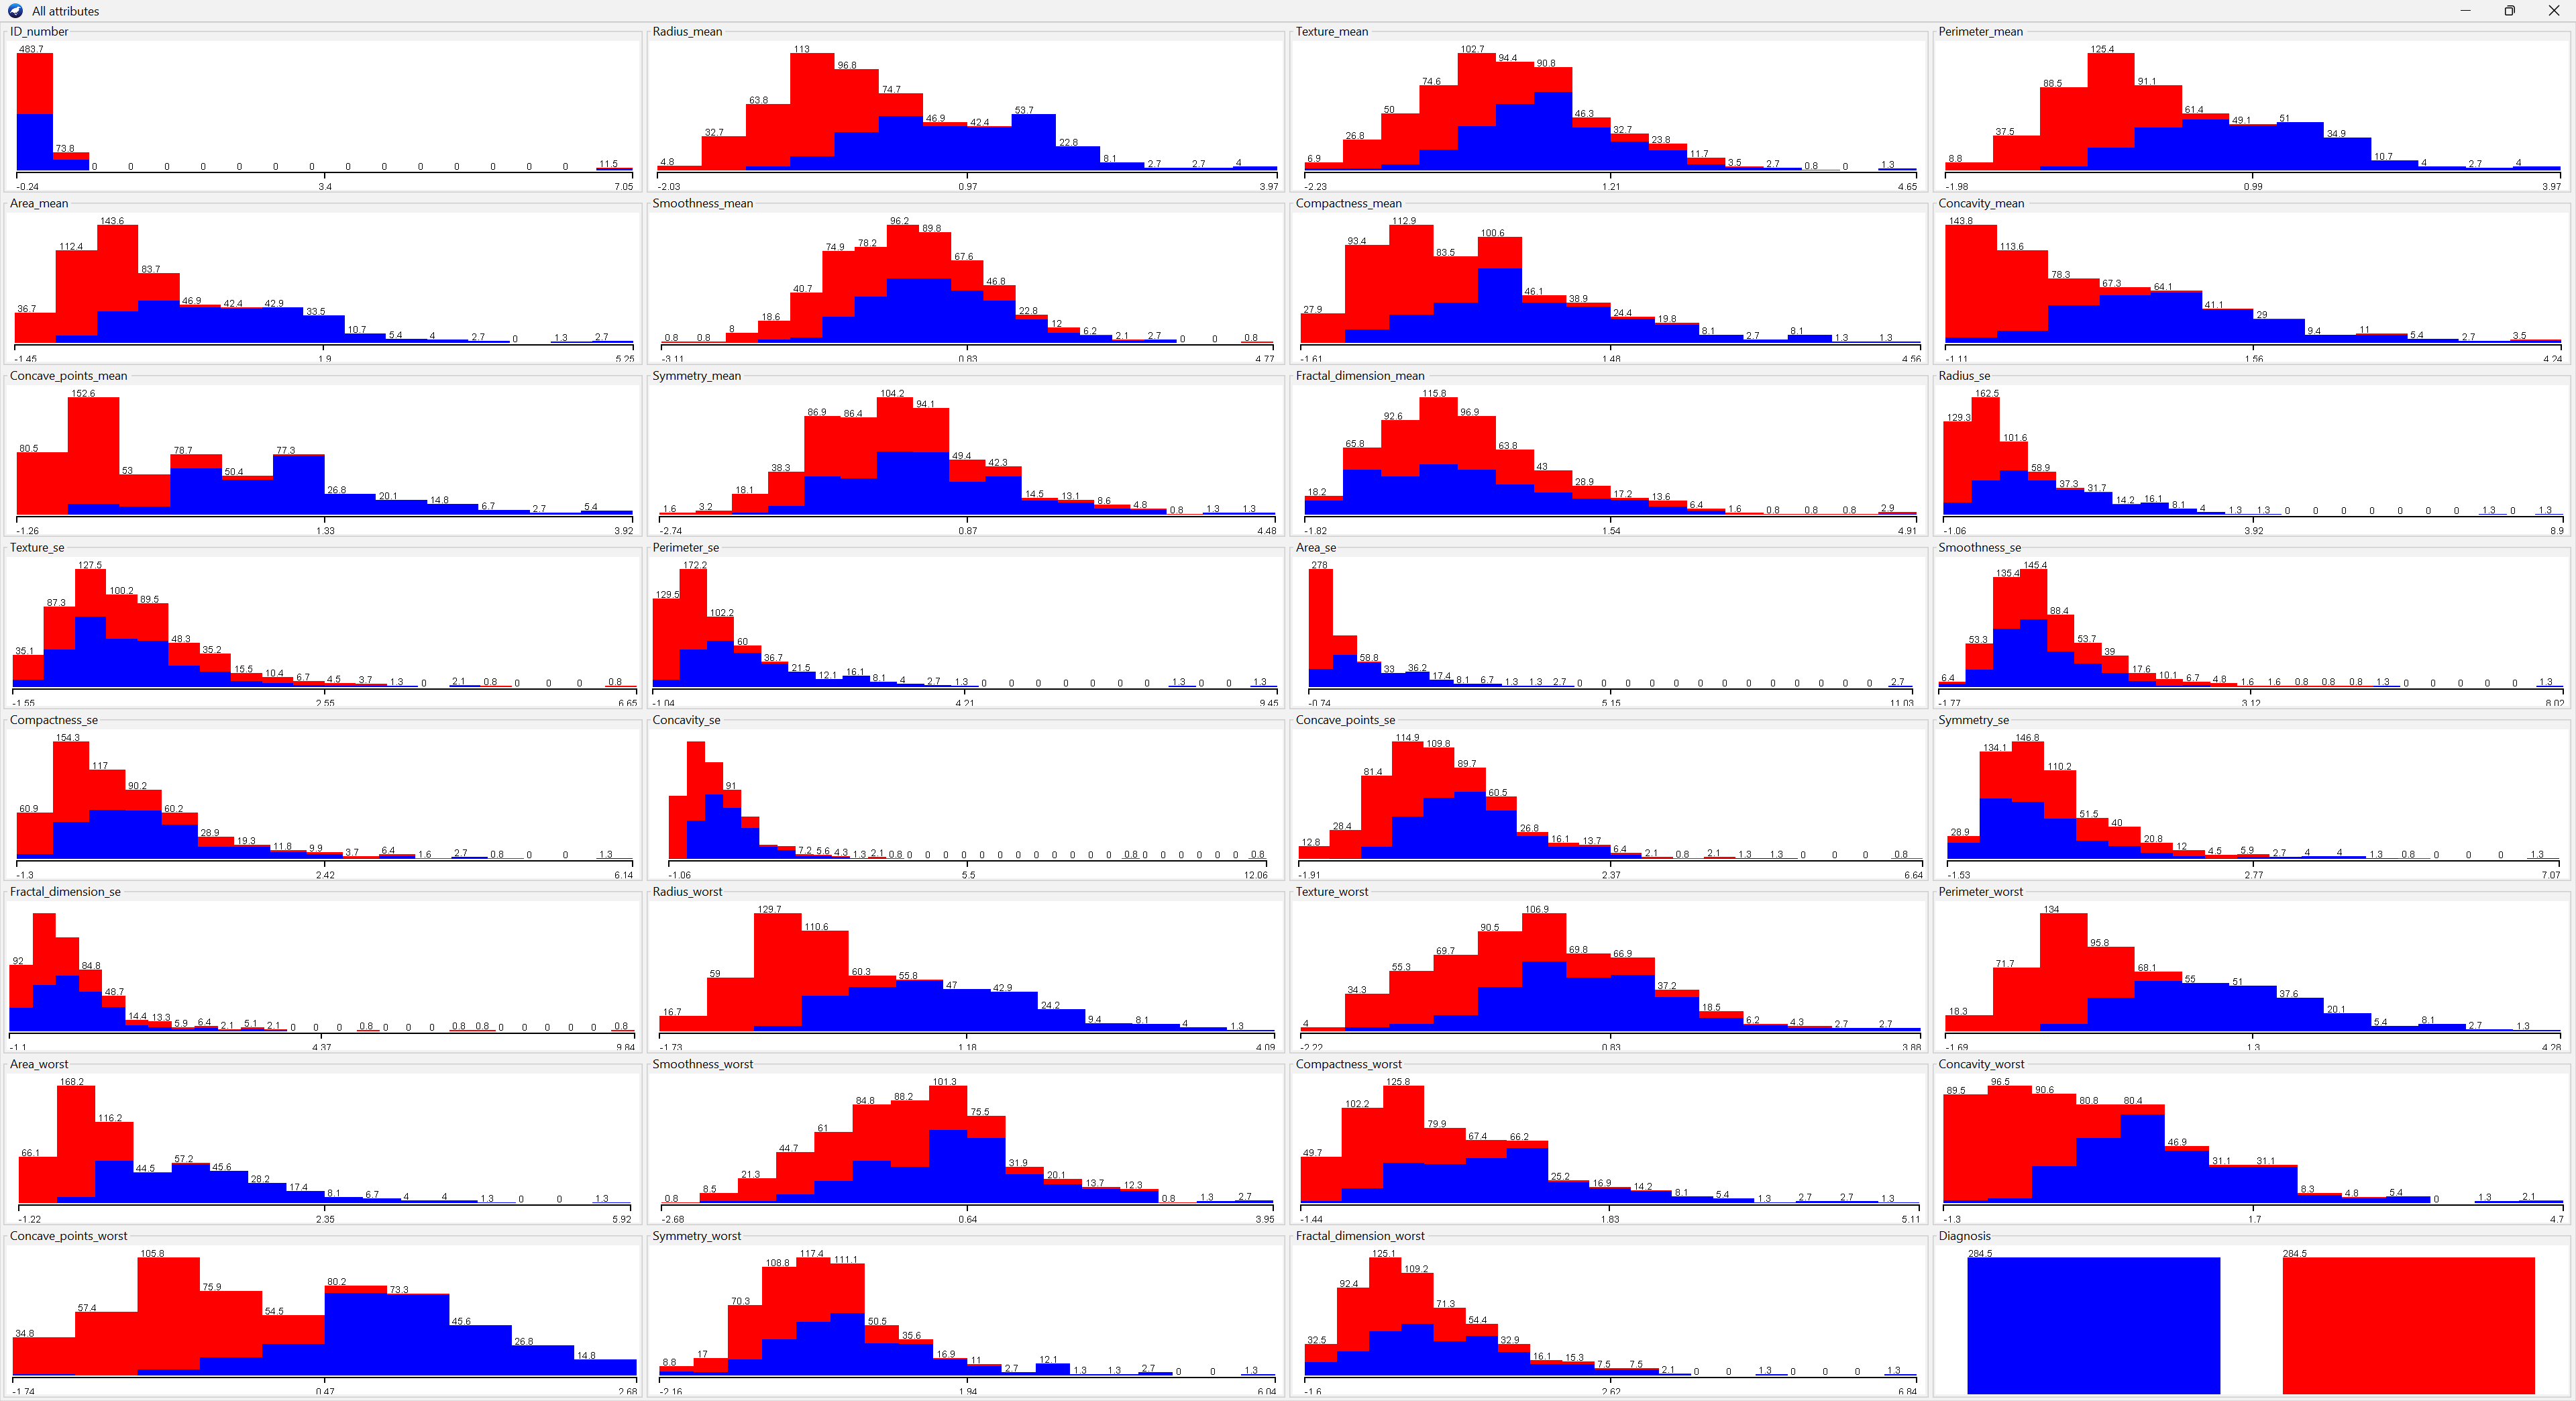 All attributes
ID_number
483.7 73.8 0 0 0 0 0 0 0 0 0 0 0 0 0 0 11.5
-0.24 3.4 7.05
Radius_mean
4.8 32.7 63.8 113 96.8 74.7 46.9 42.4 53.7 22.8 8.1 2.7 2.7 4
-2.03 0.97 3.97
Texture_mean
6.9 26.8 50 74.6 102.7 94.4 90.8 46.3 32.7 23.8 11.7 3.5 2.7 0.8 0 1.3
-2.23 1.21 4.65
Perimeter_mean
8.8 37.5 88.5 125.4 91.1 61.4 49.1 51 34.9 10.7 4 2.7 4
-1.98 0.99 3.97
Area_mean
36.7 112.4 143.6 83.7 46.9 42.4 42.9 33.5 10.7 5.4 4 2.7 0 1.3 2.7
-1.45 1.9 5.25
Smoothness_mean
0.8 0.8 8 18.6 40.7 74.9 78.2 96.2 89.8 67.6 46.8 22.8 12 6.2 2.1 2.7 0 0 0.8
-3.11 0.83 4.77
Compactness_mean
27.9 93.4 112.9 83.5 100.6 46.1 38.9 24.4 19.8 8.1 2.7 8.1 1.3 1.3
-1.61 1.48 4.56
Concavity_mean
143.8 113.6 78.3 67.3 64.1 41.1 29 9.4 11 5.4 2.7 3.5
-1.11 1.56 4.24
Concave_points_mean
80.5 152.6 53 78.7 50.4 77.3 26.8 20.1 14.8 6.7 2.7 5.4
-1.26 1.33 3.92
Symmetry_mean
1.6 3.2 18.1 38.3 86.9 86.4 104.2 94.1 49.4 42.3 14.5 13.1 8.6 4.8 0.8 1.3 1.3
-2.74 0.87 4.48
Fractal_dimension_mean
18.2 65.8 92.6 115.8 96.9 63.8 43 28.9 17.2 13.6 6.4 1.6 0.8 0.8 0.8 2.9
-1.82 1.54 4.91
Radius_se
129.3 162.5 101.6 58.9 37.3 31.7 14.2 16.1 8.1 4 1.3 1.3 0 0 0 0 0 0 0 1.3 0 1.3
-1.06 3.92 8.9
Texture_se
35.1 87.3 127.5 100.2 89.5 48.3 35.2 15.5 10.4 6.7 4.5 3.7 1.3 0 2.1 0.8 0 0 0 0.8
-1.55 2.55 6.65
Perimeter_se
129.5 172.2 102.2 60 36.7 21.5 12.1 16.1 8.1 4 2.7 1.3 0 0 0 0 0 0 0 1.3 0 0 1.3
-1.04 4.21 9.45
Area_se
278 58.8 33 36.2 17.4 8.1 6.7 1.3 1.3 2.7 0 0 0 0 0 0 0 0 0 0 0 0 0 2.7
-0.74 5.15 11.03
Smoothness_se
6.4 53.3 135.4 145.4 88.4 53.7 39 17.6 10.1 6.7 4.8 1.6 1.6 0.8 0.8 0.8 1.3 0 0 0 0 0 1.3
-1.77 3.12 8.02
Compactness_se
60.9 154.3 117 90.2 60.2 28.9 19.3 11.8 9.9 3.7 6.4 1.6 2.7 0.8 0 0 1.3
-1.3 2.42 6.14
Concavity_se
91 7.2 5.6 4.3 1.3 2.1 0.8 0 0 0 0 0 0 0 0 0 0 0 0 0.8 0 0 0 0 0 0 0.8
-1.06 5.5 12.06
Concave_points_se
12.8 28.4 81.4 114.9 109.8 89.7 60.5 26.8 16.1 13.7 6.4 2.1 0.8 2.1 1.3 1.3 0 0 0 0.8
-1.91 2.37 6.64
Symmetry_se
28.9 134.1 146.8 110.2 51.5 40 20.8 12 4.5 5.9 2.7 4 4 1.3 0.8 0 0 0 1.3
-1.53 2.77 7.07
Fractal_dimension_se
92 84.8 48.7 14.4 13.3 5.9 6.4 2.1 5.1 2.1 0 0 0 0.8 0 0 0 0.8 0.8 0 0 0 0 0.8
-1.1 4.37 9.84
Radius_worst
16.7 59 129.7 110.6 60.3 55.8 47 42.9 24.2 9.4 8.1 4 1.3
-1.73 1.18 4.09
Texture_worst
4 34.3 55.3 69.7 90.5 106.9 69.8 66.9 37.2 18.5 6.2 4.3 2.7 2.7
-2.22 0.83 3.88
Perimeter_worst
18.3 71.7 134 95.8 68.1 55 51 37.6 20.1 5.4 8.1 2.7 1.3
-1.69 1.3 4.28
Area_worst
66.1 168.2 116.2 44.5 57.2 45.6 28.2 17.4 8.1 6.7 4 4 1.3 0 0 1.3
-1.22 2.35 5.92
Smoothness_worst
0.8 8.5 21.3 44.7 61 84.8 88.2 101.3 75.5 31.9 20.1 13.7 12.3 0.8 1.3 2.7
-2.68 0.64 3.95
Compactness_worst
49.7 102.2 125.8 79.9 67.4 66.2 25.2 16.9 14.2 8.1 5.4 1.3 2.7 2.7 1.3
-1.44 1.83 5.11
Concavity_worst
89.5 96.5 90.6 80.8 80.4 46.9 31.1 31.1 8.3 4.8 5.4 0 1.3 2.1
-1.3 1.7 4.7
Concave_points_worst
34.8 57.4 105.8 75.9 54.5 80.2 73.3 45.6 26.8 14.8
-1.74 0.47 2.68
Symmetry_worst
8.8 17 70.3 108.8 117.4 111.1 50.5 35.6 16.9 11 2.7 12.1 1.3 1.3 2.7 0 0 1.3
-2.16 1.94 6.04
Fractal_dimension_worst
32.5 92.4 125.1 109.2 71.3 54.4 32.9 16.1 15.3 7.5 7.5 2.1 0 0 1.3 0 0 0 1.3
-1.6 2.62 6.84
Diagnosis
284.5 284.5